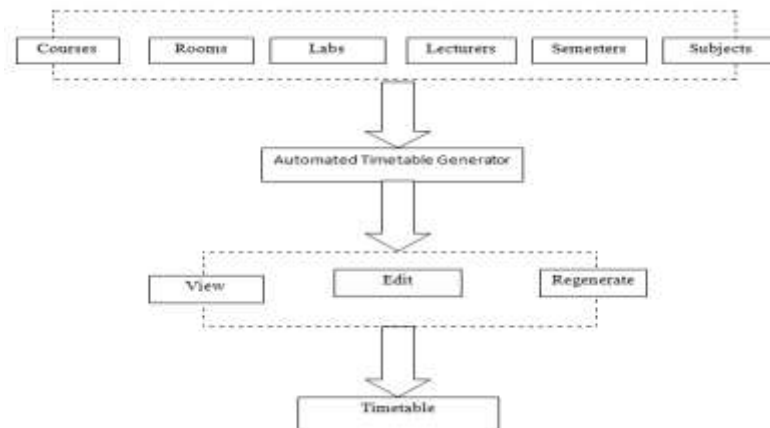 Courses Rooms Labs Lecturers Semesters Subjects
Automated Timetable Generator
View Edit Regenerate
Timetable